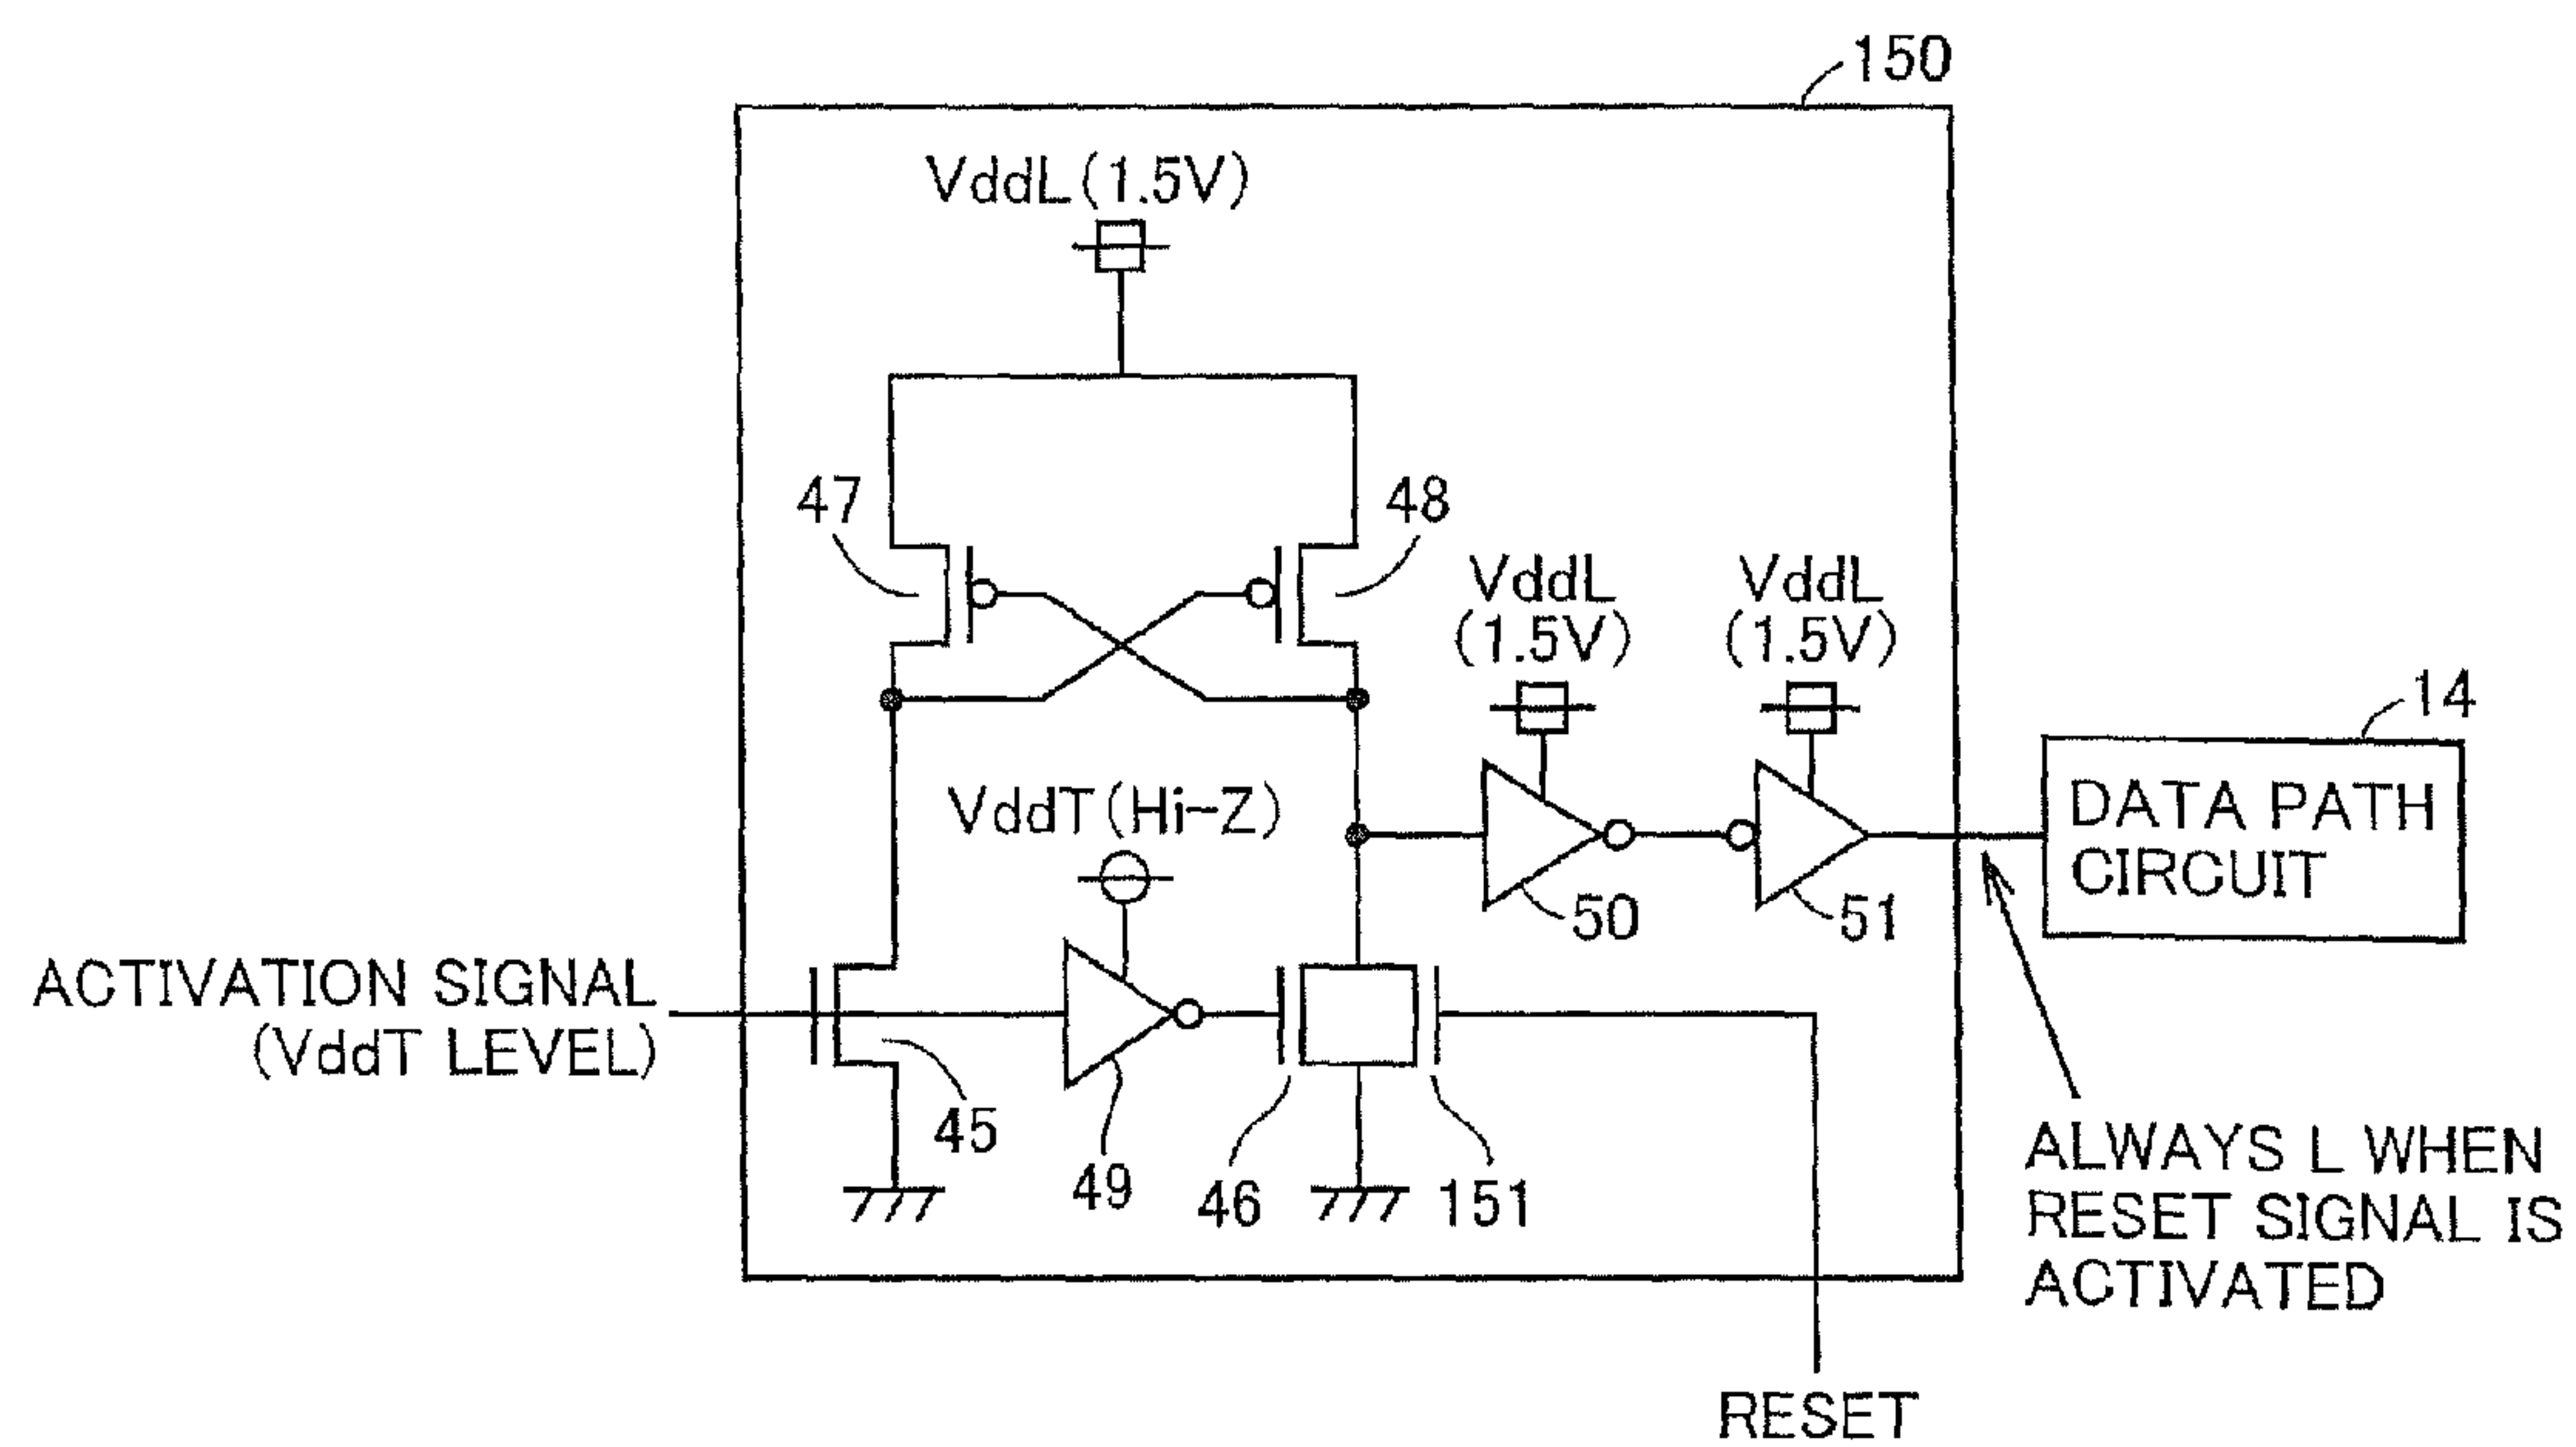 150
VddL(1.5V)
47
48
VddL
(1.5V)
VddL
(1.5V)
14
VddT(Hi-Z)
DATA PATH
CIRCUIT
50
51
ACTIVATION SIGNAL
(VddT LEVEL)
45
49
46
151
ALWAYS L WHEN
RESET SIGNAL IS
ACTIVATED
RESET